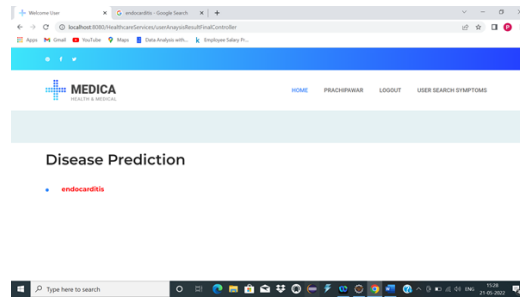 Welcome User
endocarditis - Google Search
localhost:8080/HealthcareServices/userAnaysisResultFinalController
Apps Gmail YouTube Maps Data Analysis with... Employee Salary Pr...
MEDICA
HEALTH & MEDICAL
HOME PRACHIPAWAR LOGOUT USER SEARCH SYMPTOMS
Disease Prediction
endocarditis
Type here to search
ENG
15:26
21-05-2022